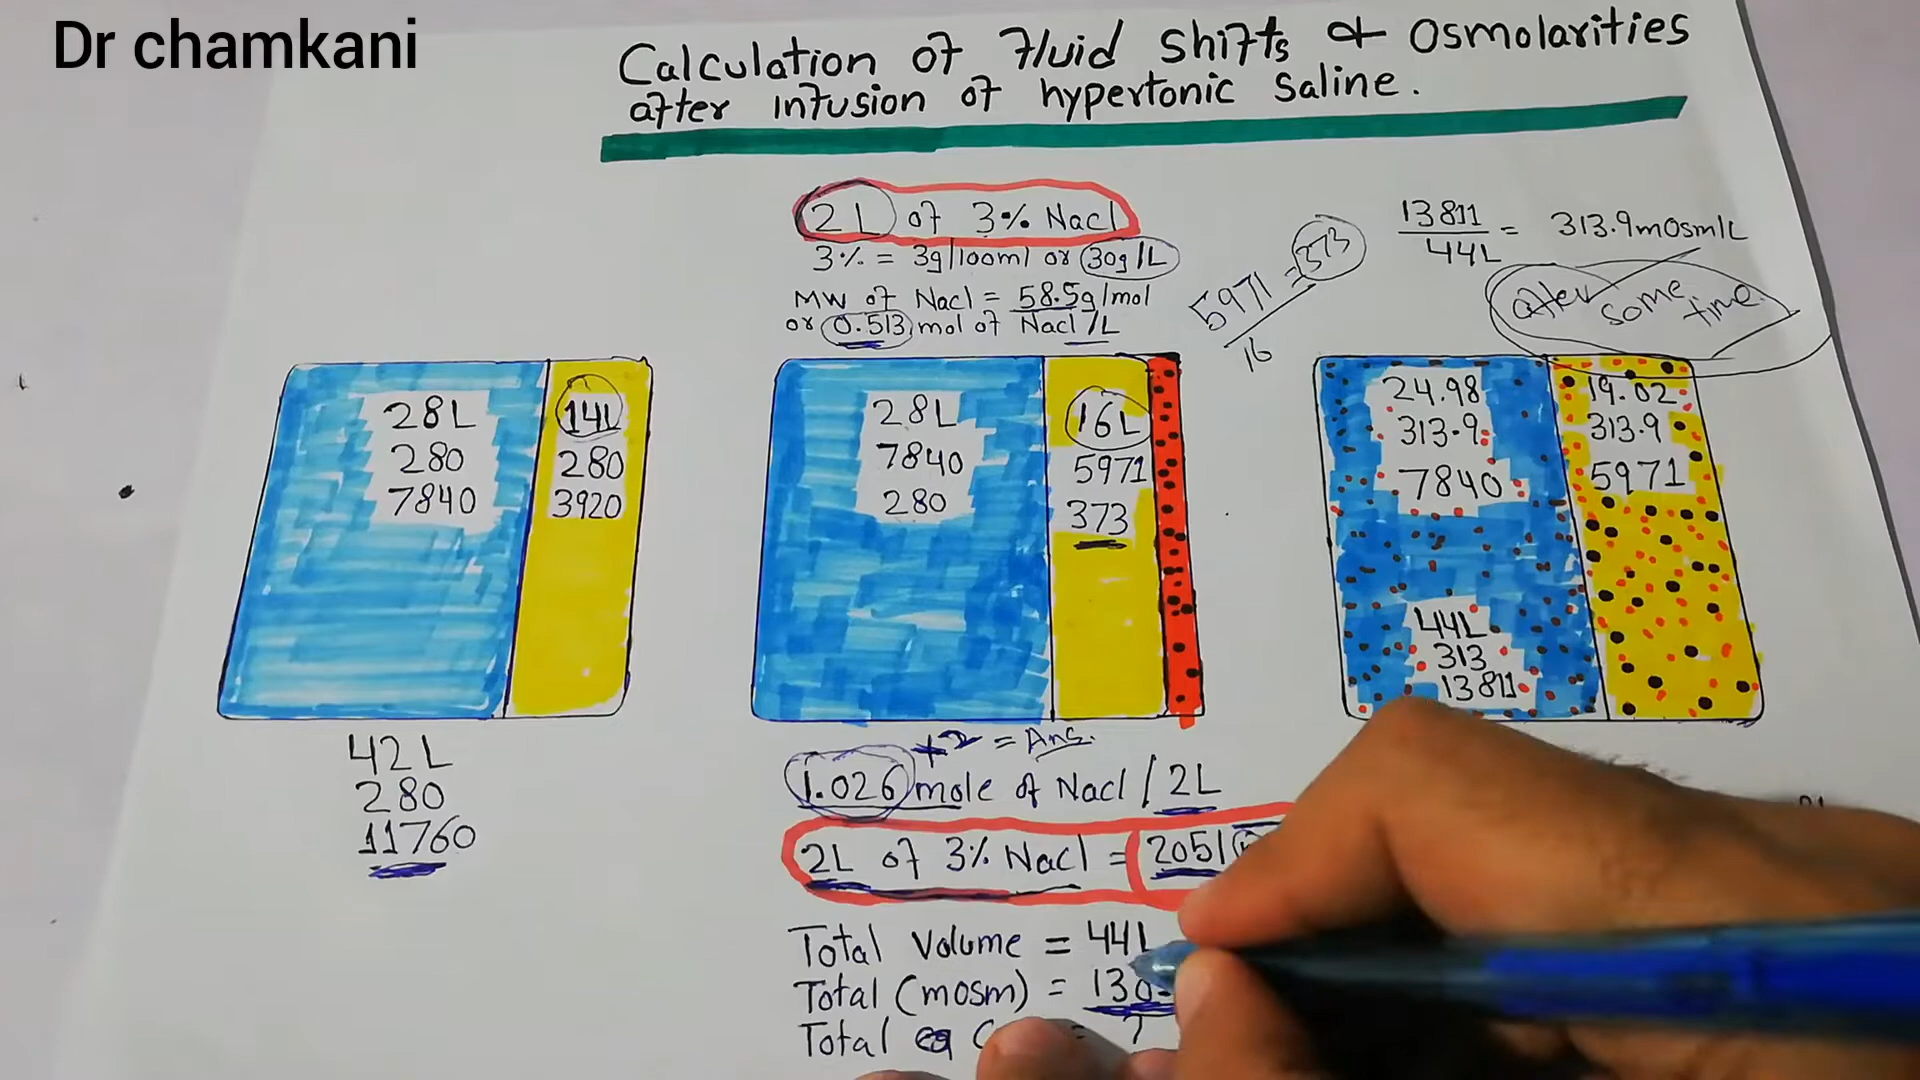 Dr chamkani
Calculation of Fluid Shifts & Osmolarities
after infusion of hypertonic Saline.
2L of 3% Nacl
3% = 3g/100ml or 30g/L
MW of Nacl = 58.5g/mol
or 0.513 mol of Nacl/L
5971 = 373
16
13811 = 313.9mOsm/L
44L
after some time
28L
280
7840
14L
280
3920
42L
280
11760
28L
7840
280
16L
5971
373
24.98
313.9
7840
19.02
313.9
5971
44L
313
13811
= Ans.
1.026 mole of Nacl / 2L
2L of 3% Nacl = 2051
Total Volume = 44L
Total (mosm) =
Total